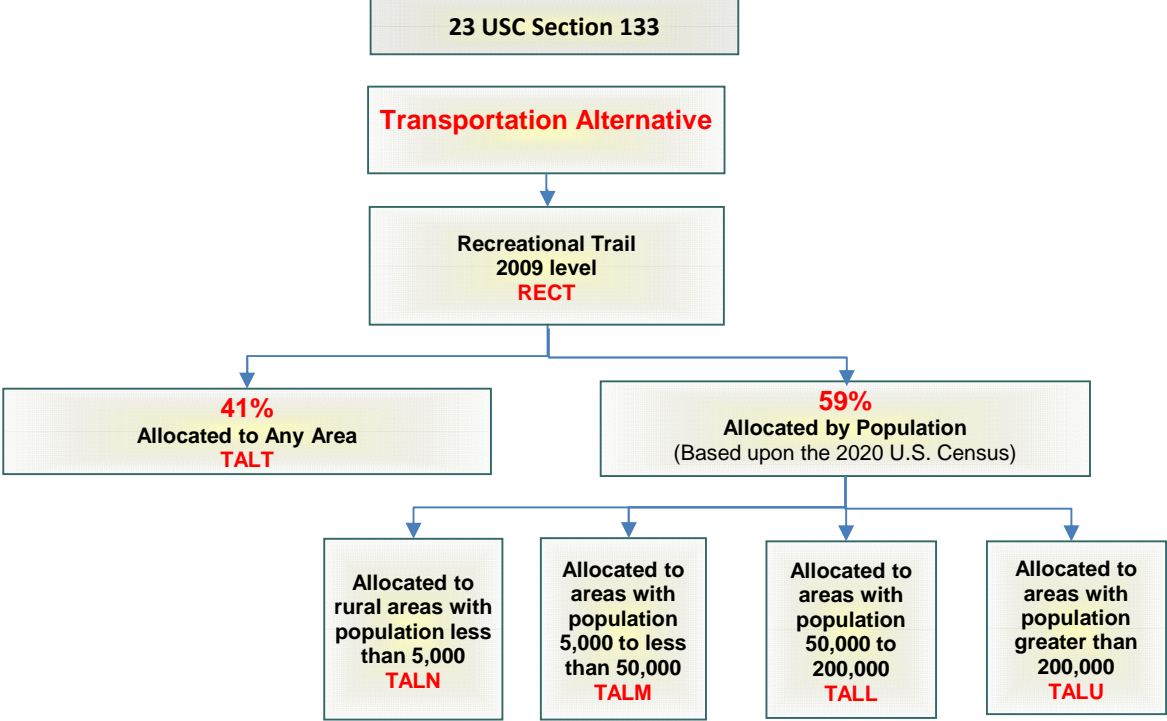 23 USC Section 133
Transportation Alternative
Recreational Trail
2009 level
RECT
41%
Allocated to Any Area
TALT
59%
Allocated by Population
(Based upon the 2020 U.S. Census)
Allocated to
rural areas with
population less
than 5,000
TALN
Allocated to
areas with
population
5,000 to less
than 50,000
TALM
Allocated to
areas with
population
50,000 to
200,000
TALL
Allocated to
areas with
population
greater than
200,000
TALU